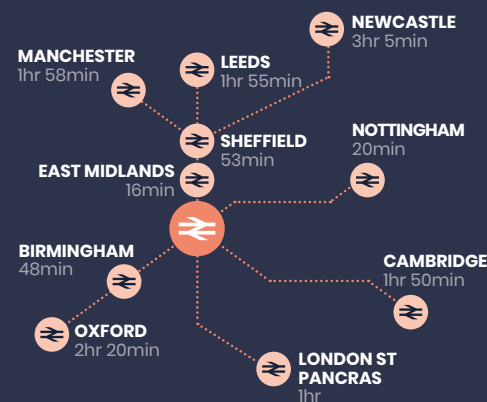 NEWCASTLE
3hr 5min
MANCHESTER
1hr 58min
LEEDS
1hr 55min
SHEFFIELD
53min
NOTTINGHAM
20min
EAST MIDLANDS
16min
BIRMINGHAM
48min
CAMBRIDGE
1hr 50min
OXFORD
2hr 20min
LONDON ST
PANCRAS
1hr